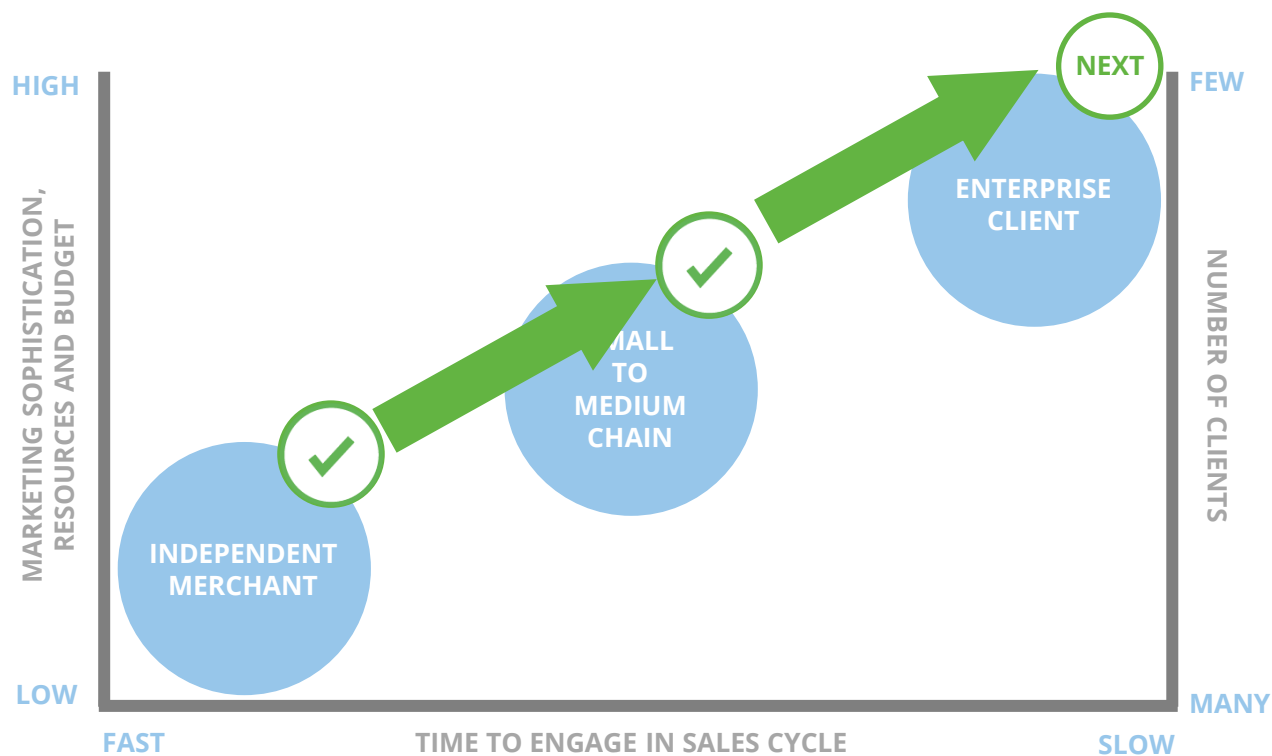 HIGH
NEXT
FEW
ENTERPRISE
CLIENT
MARKETING SOPHISTICATION,
RESOURCES AND BUDGET
NUMBER OF CLIENTS
MALL
TO
MEDIUM
CHAIN
INDEPENDENT
MERCHANT
LOW
MANY
FAST
TIME TO ENGAGE IN SALES CYCLE
SLOW